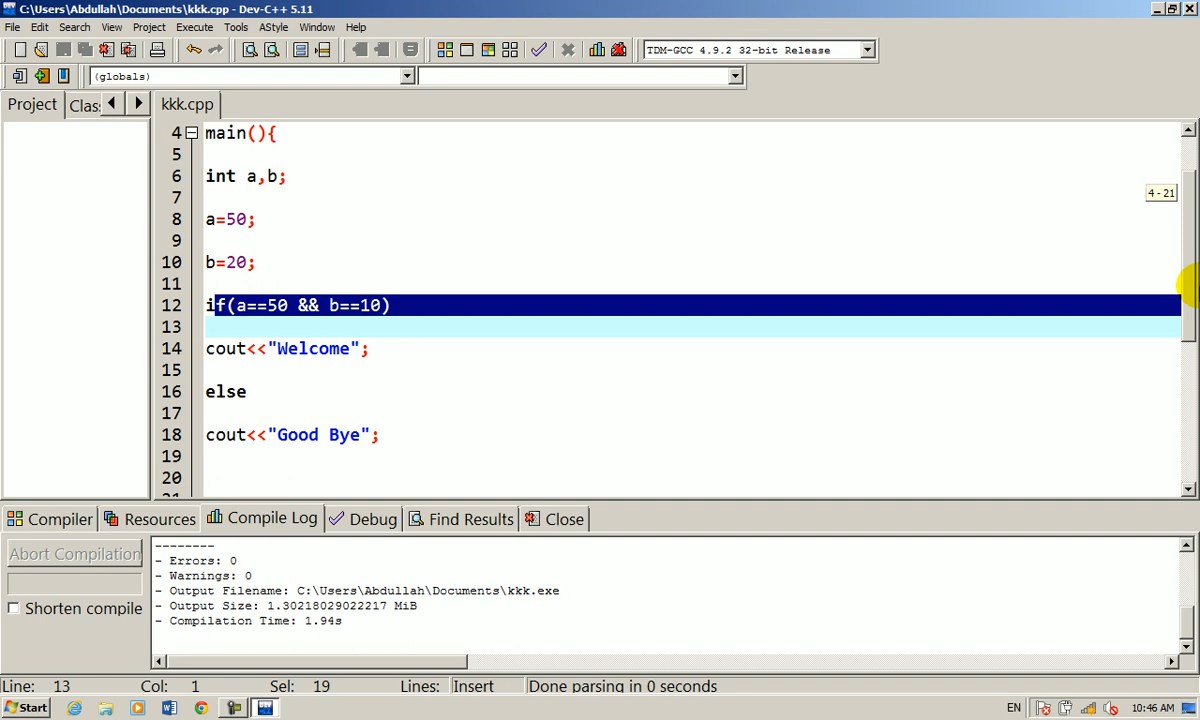 C:\Users\Abdullah\Documents\kkk.cpp - Dev-C++ 5.11
File Edit Search View Project Execute Tools AStyle Window Help
TDM-GCC 4.9.2 32-bit Release
(globals)
Project Clas kkk.cpp
4 main(){
5
6 int a,b;
7
4-21
8 a=50;
9
10 b=20;
11
12 if(a==50 && b==10)
13
14 cout<<"Welcome";
15
16 else
17
18 cout<<"Good Bye";
19
20
Compiler Resources Compile Log Debug Find Results Close
Abort Compilation
Shorten compile
--------
- Errors: 0
- Warnings: 0
- Output Filename: C:\Users\Abdullah\Documents\kkk.exe
- Output Size: 1.30218029022217 MiB
- Compilation Time: 1.94s
Line: 13 Col: 1 Sel: 19 Lines: Insert Done parsing in 0 seconds
Start EN 10:46 AM